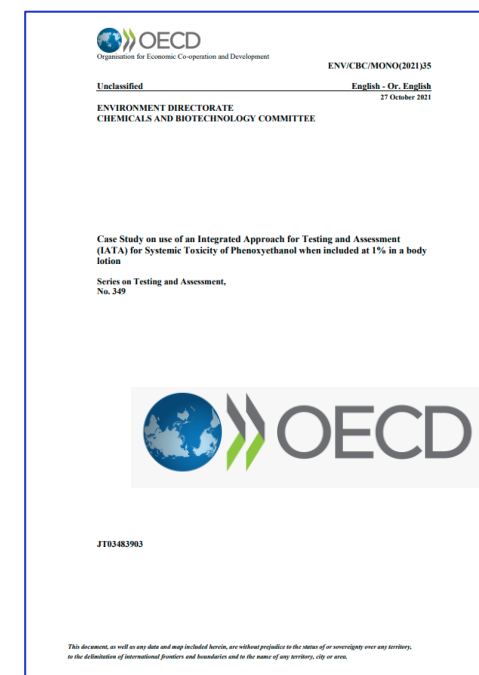 OECD
Organisation for Economic Co-operation and Development
ENV/CBC/MONO(2021)35
Unclassified English - Or. English
27 October 2021
ENVIRONMENT DIRECTORATE
CHEMICALS AND BIOTECHNOLOGY COMMITTEE
Case Study on use of an Integrated Approach for Testing and Assessment
(IATA) for Systemic Toxicity of Phenoxyethanol when included at 1% in a body
lotion
Series on Testing and Assessment,
No. 349
OECD
JT03483903
This document, as well as any data and map included herein, are without prejudice to the status of or sovereignty over any territory,
to the delimitation of international frontiers and boundaries and to the name of any territory, city or area.